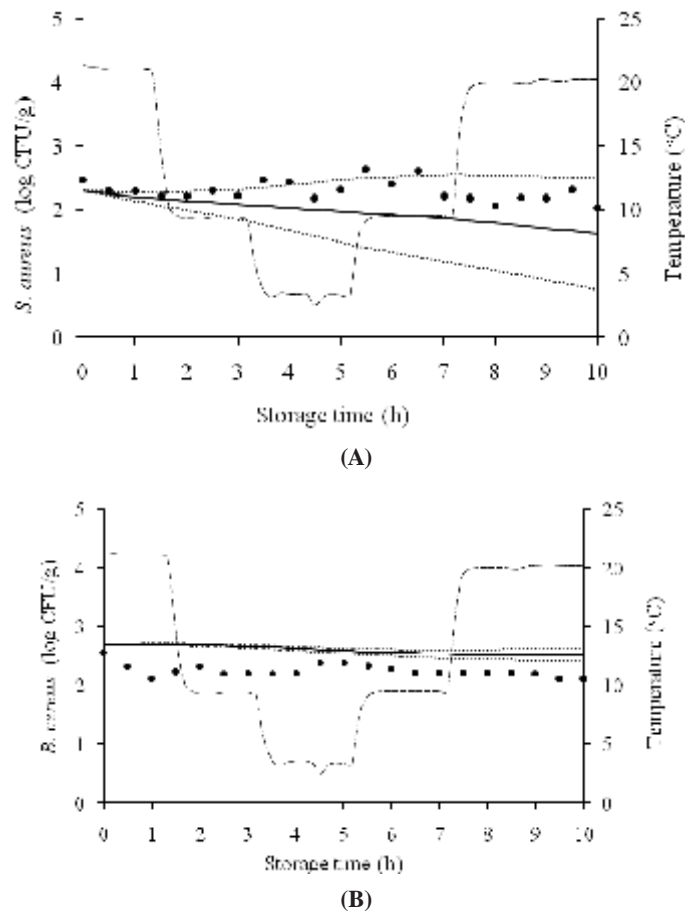 S. aureus (log CFU/g)
5
4
3
2
1
0
25
20
15
10
5
0
Temperature (°C)
0 1 2 3 4 5 6 7 8 9 10
Storage time (h)
(A)
B. cereus (log CFU/g)
5
4
3
2
1
0
25
20
15
10
5
0
Temperature (°C)
0 1 2 3 4 5 6 7 8 9 10
Storage time (h)
(B)